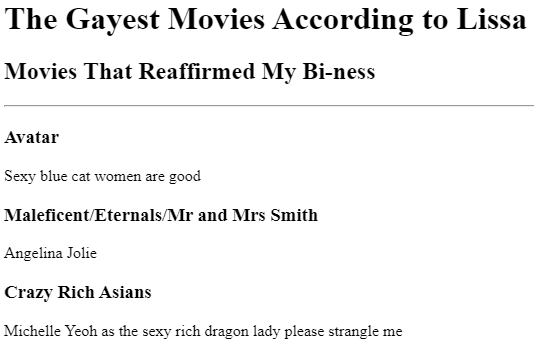 The Gayest Movies According to Lissa
Movies That Reaffirmed My Bi-ness
Avatar
Sexy blue cat women are good
Maleficent/Eternals/Mr and Mrs Smith
Angelina Jolie
Crazy Rich Asians
Michelle Yeoh as the sexy rich dragon lady please strangle me